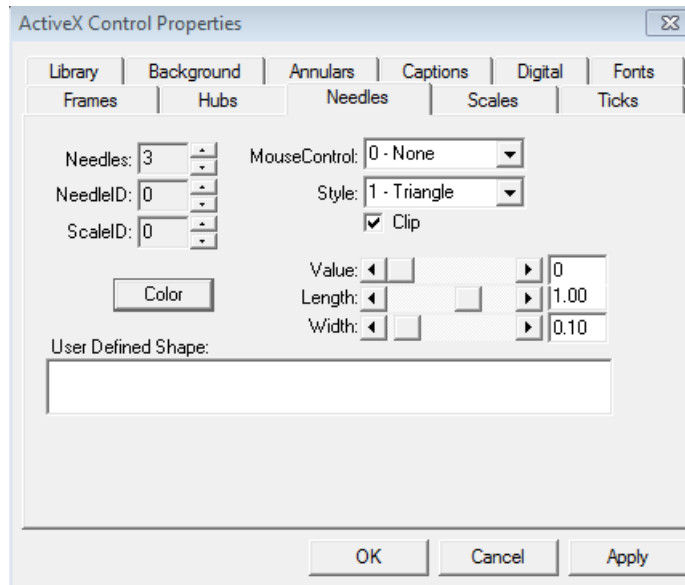 ActiveX Control Properties
Library Background Annulars Captions Digital Fonts
Frames Hubs Needles Scales Ticks
Needles: 3 MouseControl: 0 - None
NeedleID: 0 Style: 1 - Triangle
ScaleID: 0 Clip
Value: 0
Color Length: 1.00
Width: 0.10
User Defined Shape:
OK Cancel Apply